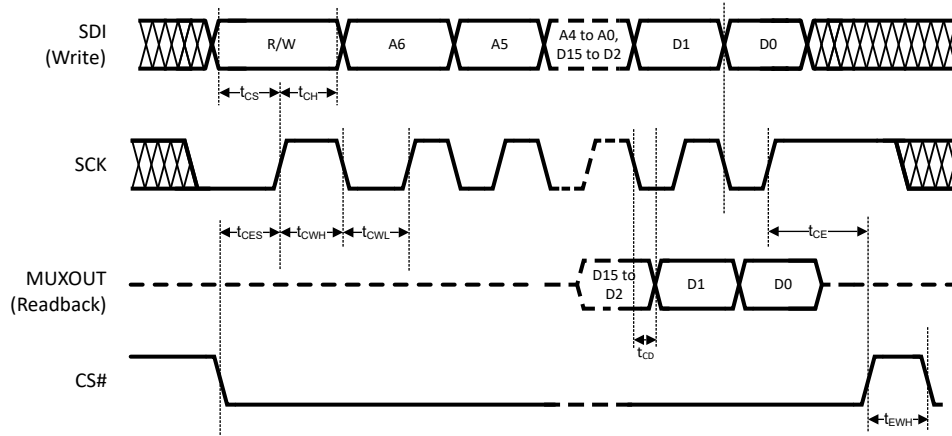 SDI
(Write)
R/W
A6
A5
A4 to A0,
D15 to D2
D1
D0
tCS
tCH
SCK
tCES
tCWH
tCWL
tCE
MUXOUT
(Readback)
D15 to
D2
D1
D0
tCD
CS#
tEWH